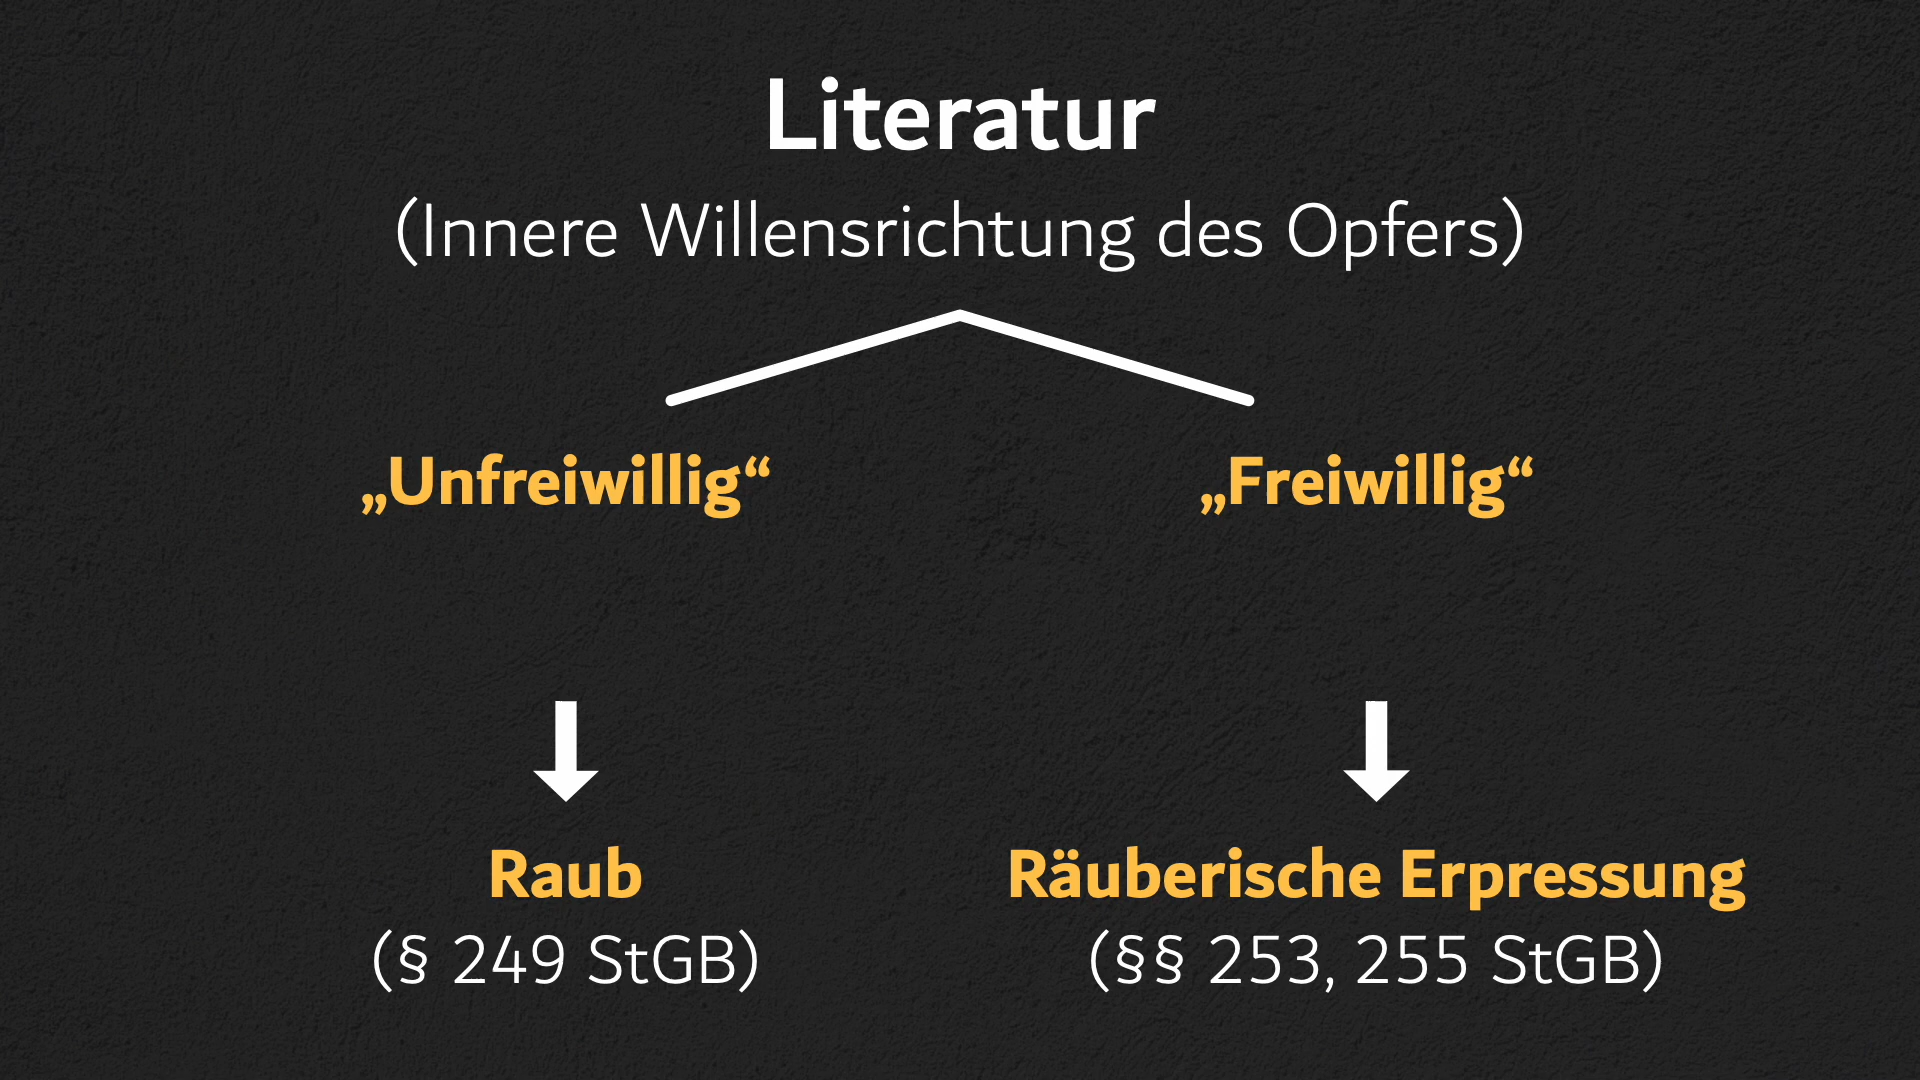 Literatur
(Innere Willensrichtung des Opfers)
„Unfreiwillig“
„Freiwillig“
Raub
(§ 249 StGB)
Räuberische Erpressung
(§§ 253, 255 StGB)